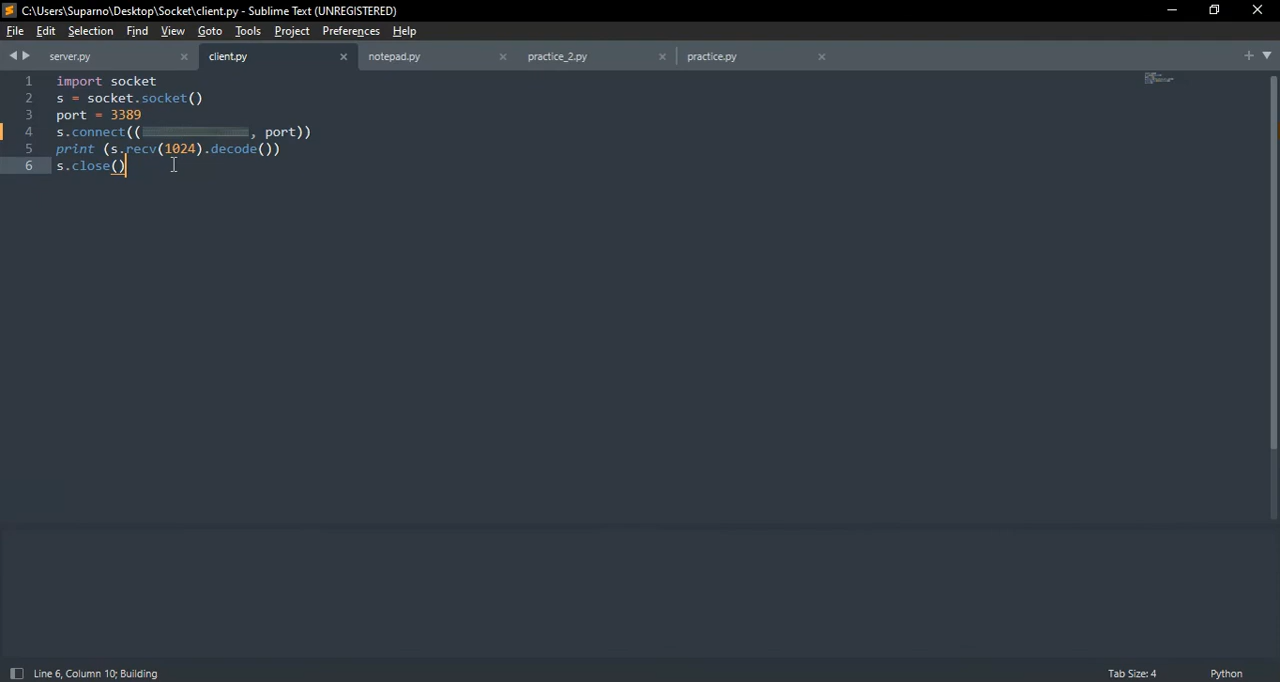 C:\Users\Suparno\Desktop\Socket\client.py - Sublime Text (UNREGISTERED)
File Edit Selection Find View Goto Tools Project Preferences Help
server.py client.py notepad.py practice_2.py practice.py
1 import socket
2 s = socket.socket()
3 port = 3389
4 s.connect(( , port))
5 print (s.recv(1024).decode())
6 s.close()
Line 6, Column 10; Building Tab Size: 4 Python